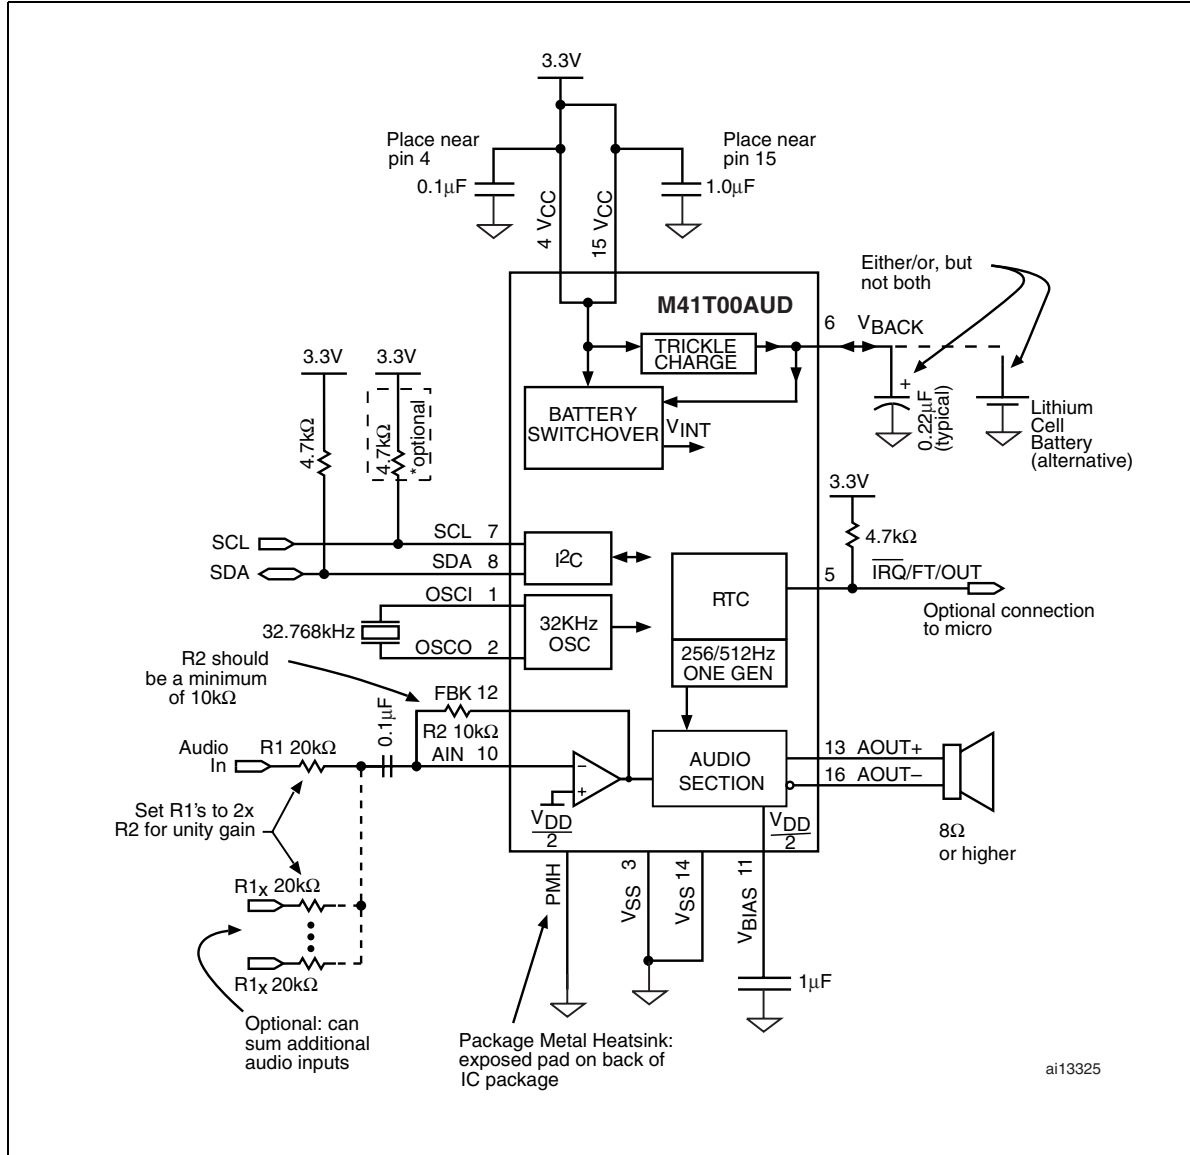 3.3V
Place near
pin 4
0.1μF
Place near
pin 15
1.0μF
4 VCC
15 VCC
Either/or, but
not both
M41T00AUD
6
VBACK
TRICKLE
CHARGE
BATTERY
SWITCHOVER
VINT
+
0.22μF
(typical)
Lithium
Cell
Battery
(alternative)
3.3V
3.3V
4.7kΩ
4.7kΩ
*optional
3.3V
4.7kΩ
SCL
SCL 7
SDA
SDA 8
I2C
OSCI 1
32.768kHz
OSCO 2
32KHz
OSC
RTC
256/512Hz
ONE GEN
5
IRQ/FT/OUT
Optional connection
to micro
R2 should
be a minimum
of 10kΩ
FBK 12
R2 10kΩ
0.1μF
Audio
In
R1 20kΩ
AIN 10
−
+
VDD
2
AUDIO
SECTION
13 AOUT+
16 AOUT−
8Ω
or higher
VDD
2
Set R1's to 2x
R2 for unity gain
R1x 20kΩ
R1x 20kΩ
Optional: can
sum additional
audio inputs
PMH
VSS 3
VSS 14
VBIAS 11
1μF
Package Metal Heatsink:
exposed pad on back of
IC package
ai13325